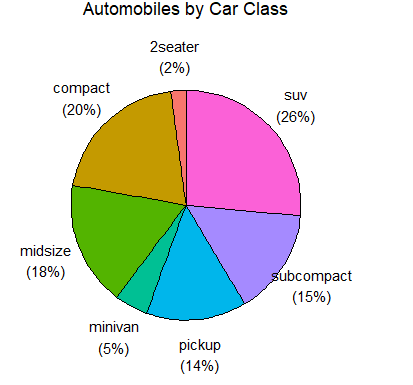 Automobiles by Car Class
2seater
(2%)
compact
(20%)
suv
(26%)
midsize
(18%)
subcompact
(15%)
minivan
(5%)
pickup
(14%)